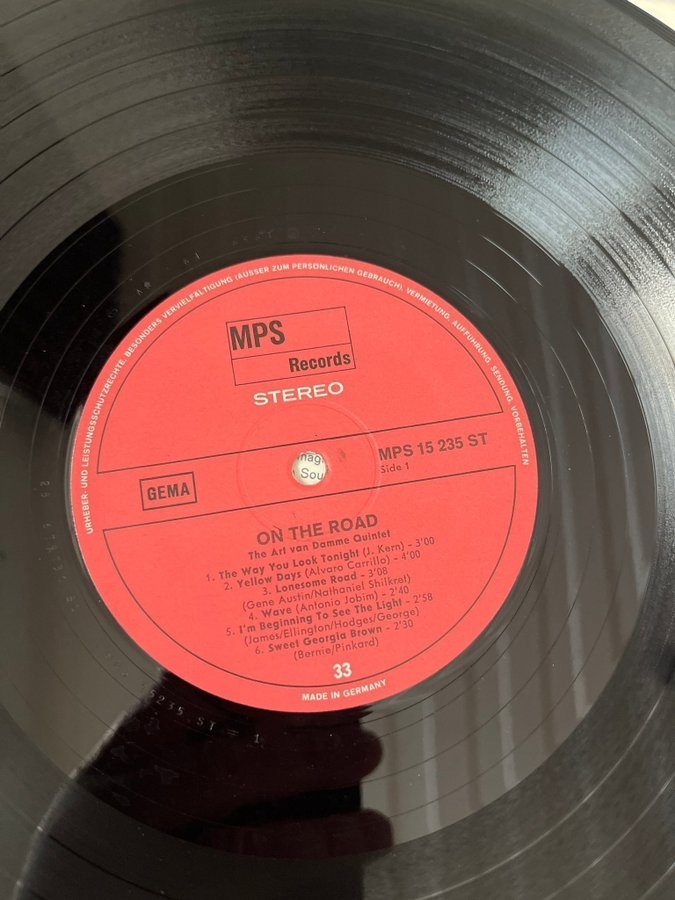 URHEBER- UND LEISTUNGSSCHUTZRECHTE, BESONDERS VERVIELFÄLTIGUNG (AUSSER ZUM PERSÖNLICHEN GEBRAUCH), VERMIETUNG, AUFFÜHRUNG, SENDUNG, VORBEHALTEN
MPS
Records
STEREO
MPS 15 235 ST
Side 1
GEMA
ON THE ROAD
The Art van Damme Quintet
1. The Way You Look Tonight (J. Kern) - 3'00
2. Yellow Days (Alvaro Carrillo) - 4'00
3. Lonesome Road - 3'08
(Gene Austin/Nathaniel Shilkret)
4. Wave (Antonio Jobim) - 2'40
5. I'm Beginning To See The Light - 2'58
(James/Ellington/Hodges/George)
6. Sweet Georgia Brown - 2'30
(Bernie/Pinkard)
33
MADE IN GERMANY
5235.ST = 1